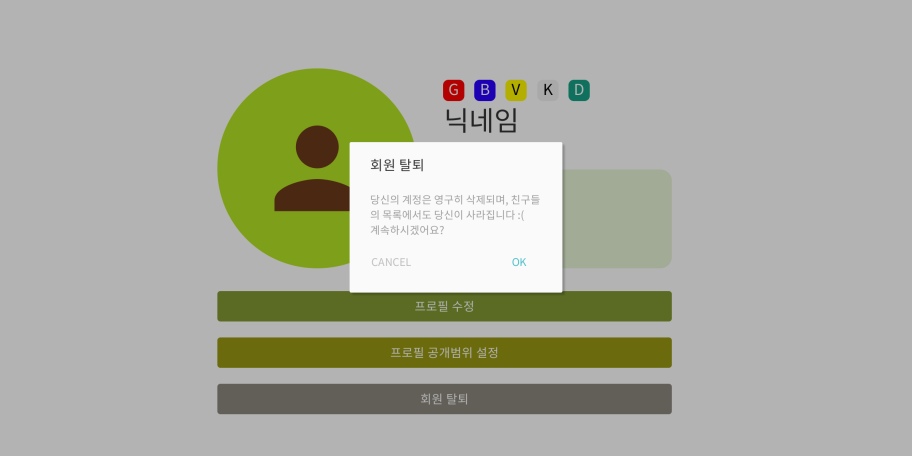 G B V K D
닉네임
회원 탈퇴
당신의 계정은 영구히 삭제되며, 친구들
의 목록에서도 당신이 사라집니다 :(
계속하시겠어요?
CANCEL OK
프로필 수정
프로필 공개범위 설정
회원 탈퇴